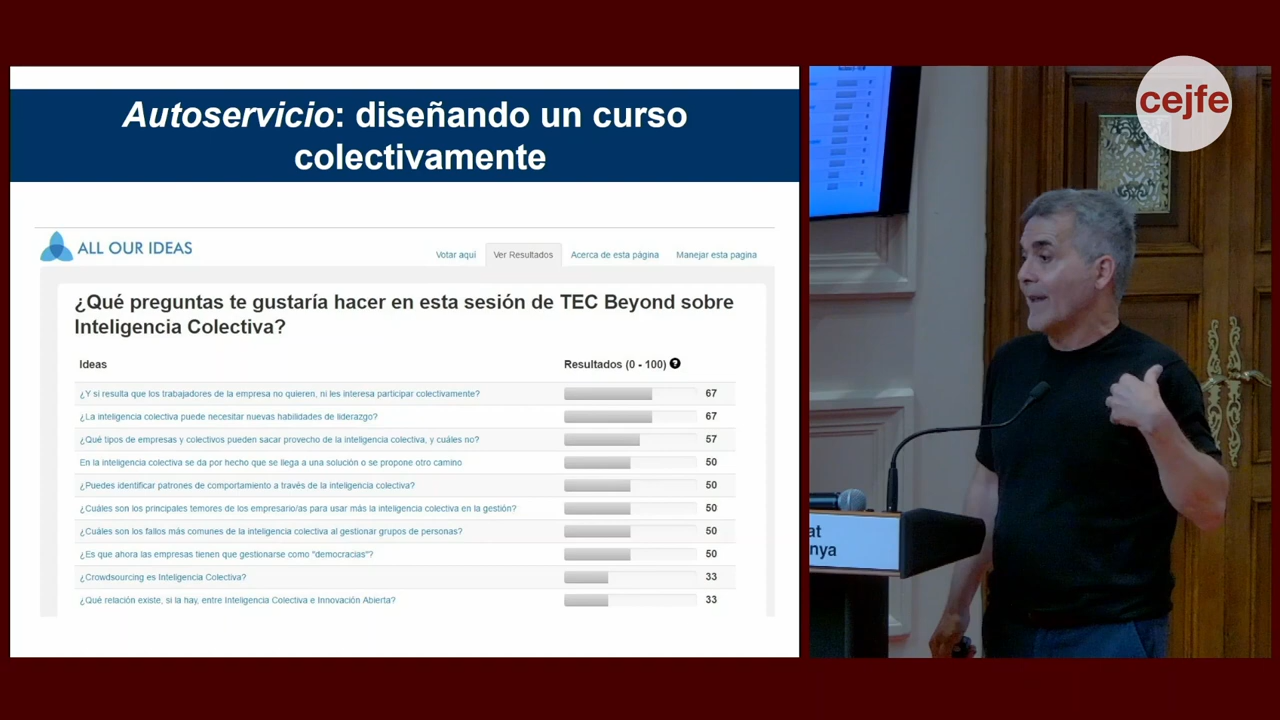 Autoservicio: diseñando un curso
colectivamente
ALL OUR IDEAS
Votar aquí
Ver Resultados
Acerca de esta página
Manejar esta pagina
¿Qué preguntas te gustaría hacer en esta sesión de TEC Beyond sobre
Inteligencia Colectiva?
Ideas
Resultados (0 - 100) ?
¿Y si resulta que los trabajadores de la empresa no quieren, ni les interesa participar colectivamente? 67
¿La inteligencia colectiva puede necesitar nuevas habilidades de liderazgo? 67
¿Qué tipos de empresas y colectivos pueden sacar provecho de la inteligencia colectiva, y cuáles no? 57
En la inteligencia colectiva se da por hecho que se llega a una solución o se propone otro camino 50
¿Puedes identificar patrones de comportamiento a través de la inteligencia colectiva? 50
¿Cuáles son los principales temores de los empresario/as para usar más la inteligencia colectiva en la gestión? 50
¿Cuáles son los fallos más comunes de la inteligencia colectiva al gestionar grupos de personas? 50
¿Es que ahora las empresas tienen que gestionarse como "democracias"? 50
¿Crowdsourcing es Inteligencia Colectiva? 33
¿Qué relación existe, si la hay, entre Inteligencia Colectiva e Innovación Abierta? 33
cejfe
at
nya